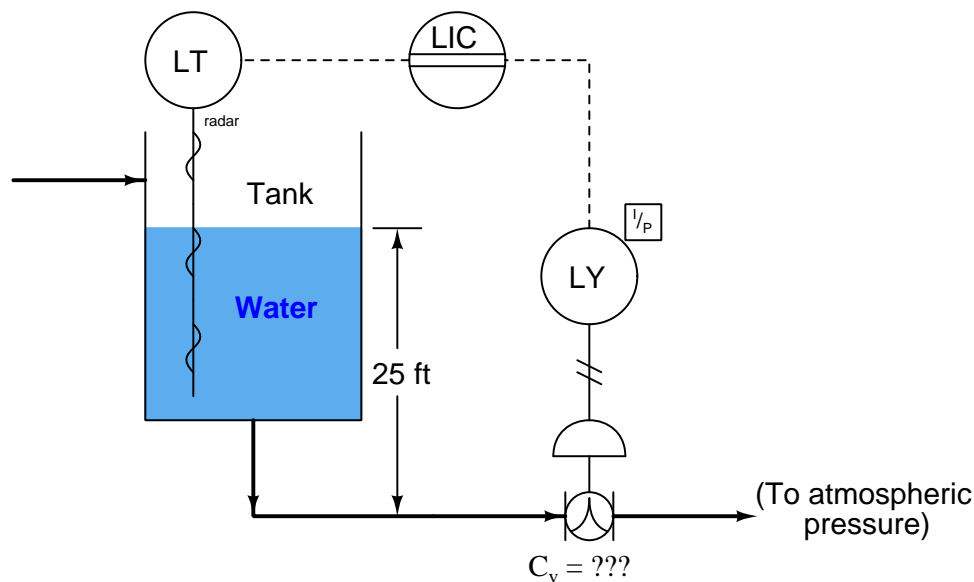 LT
LIC
radar
Tank
I/P
Water
LY
25 ft
(To atmospheric
pressure)
Cv = ???